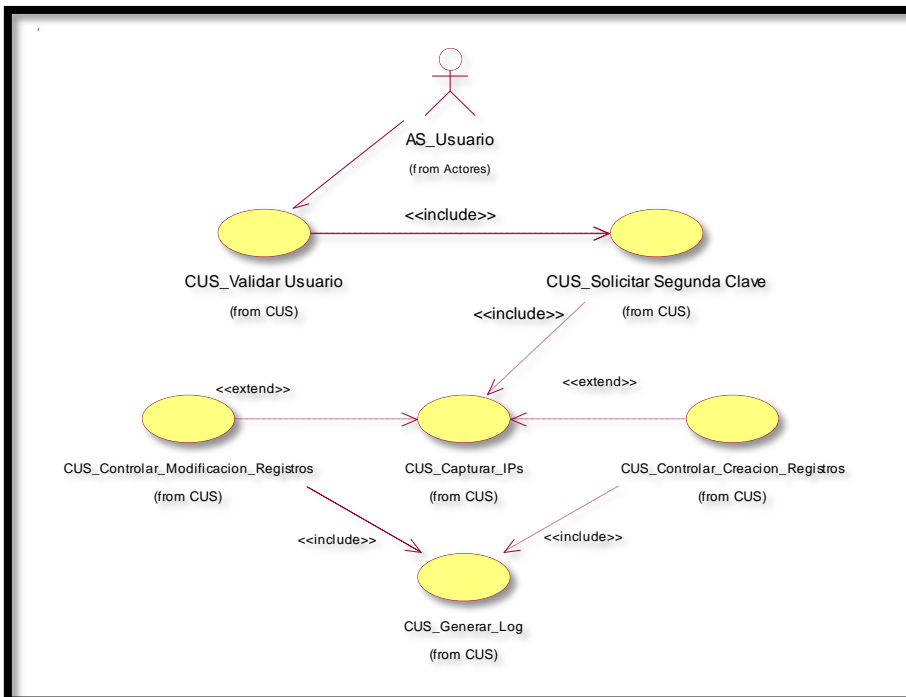 AS_Usuario
(from Actores)
<<include>>
CUS_Validar Usuario
(from CUS)
CUS_Solicitar Segunda Clave
(from CUS)
<<include>>
<<extend>>
<<extend>>
CUS_Controlar_Modificacion_Registros
(from CUS)
CUS_Capturar_IPs
(from CUS)
CUS_Controlar_Creacion_Registros
(from CUS)
<<include>>
<<include>>
CUS_Generar_Log
(from CUS)